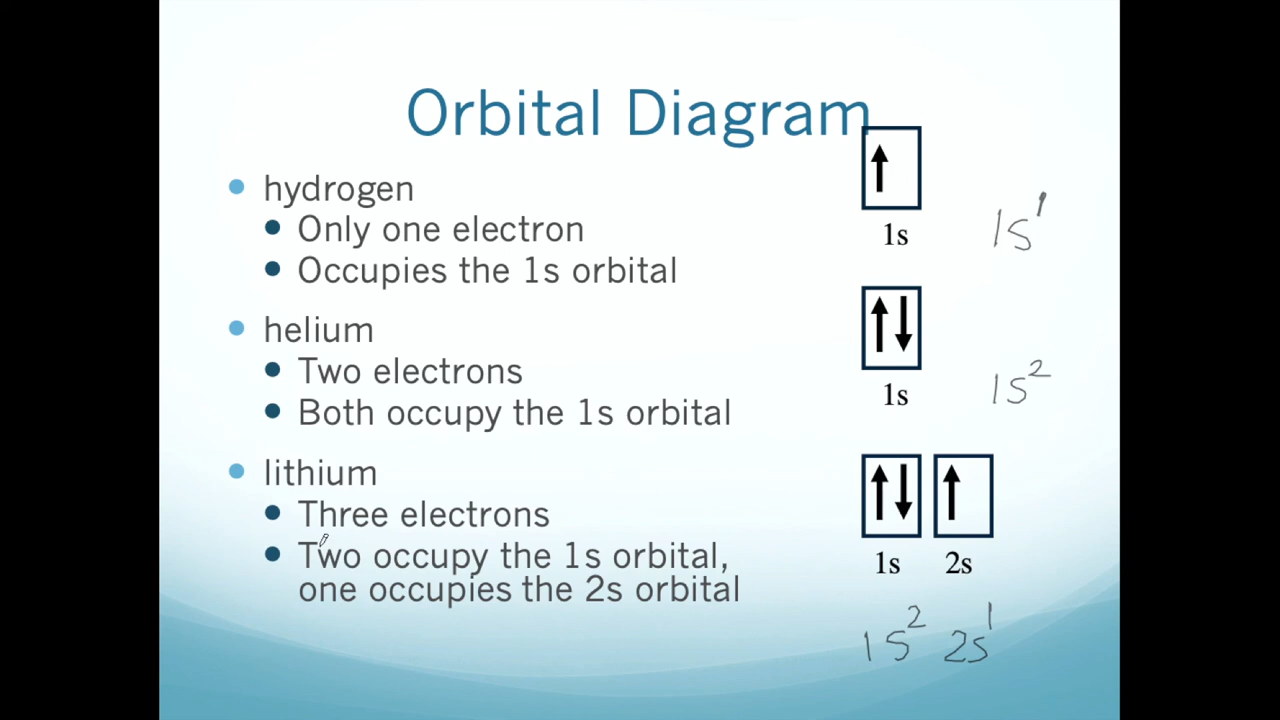 Orbital Diagram
• hydrogen
• Only one electron
• Occupies the 1s orbital
1s
1s¹
• helium
• Two electrons
• Both occupy the 1s orbital
1s
1s²
• lithium
• Three electrons
• Two occupy the 1s orbital,
one occupies the 2s orbital
1s 2s
1s² 2s¹